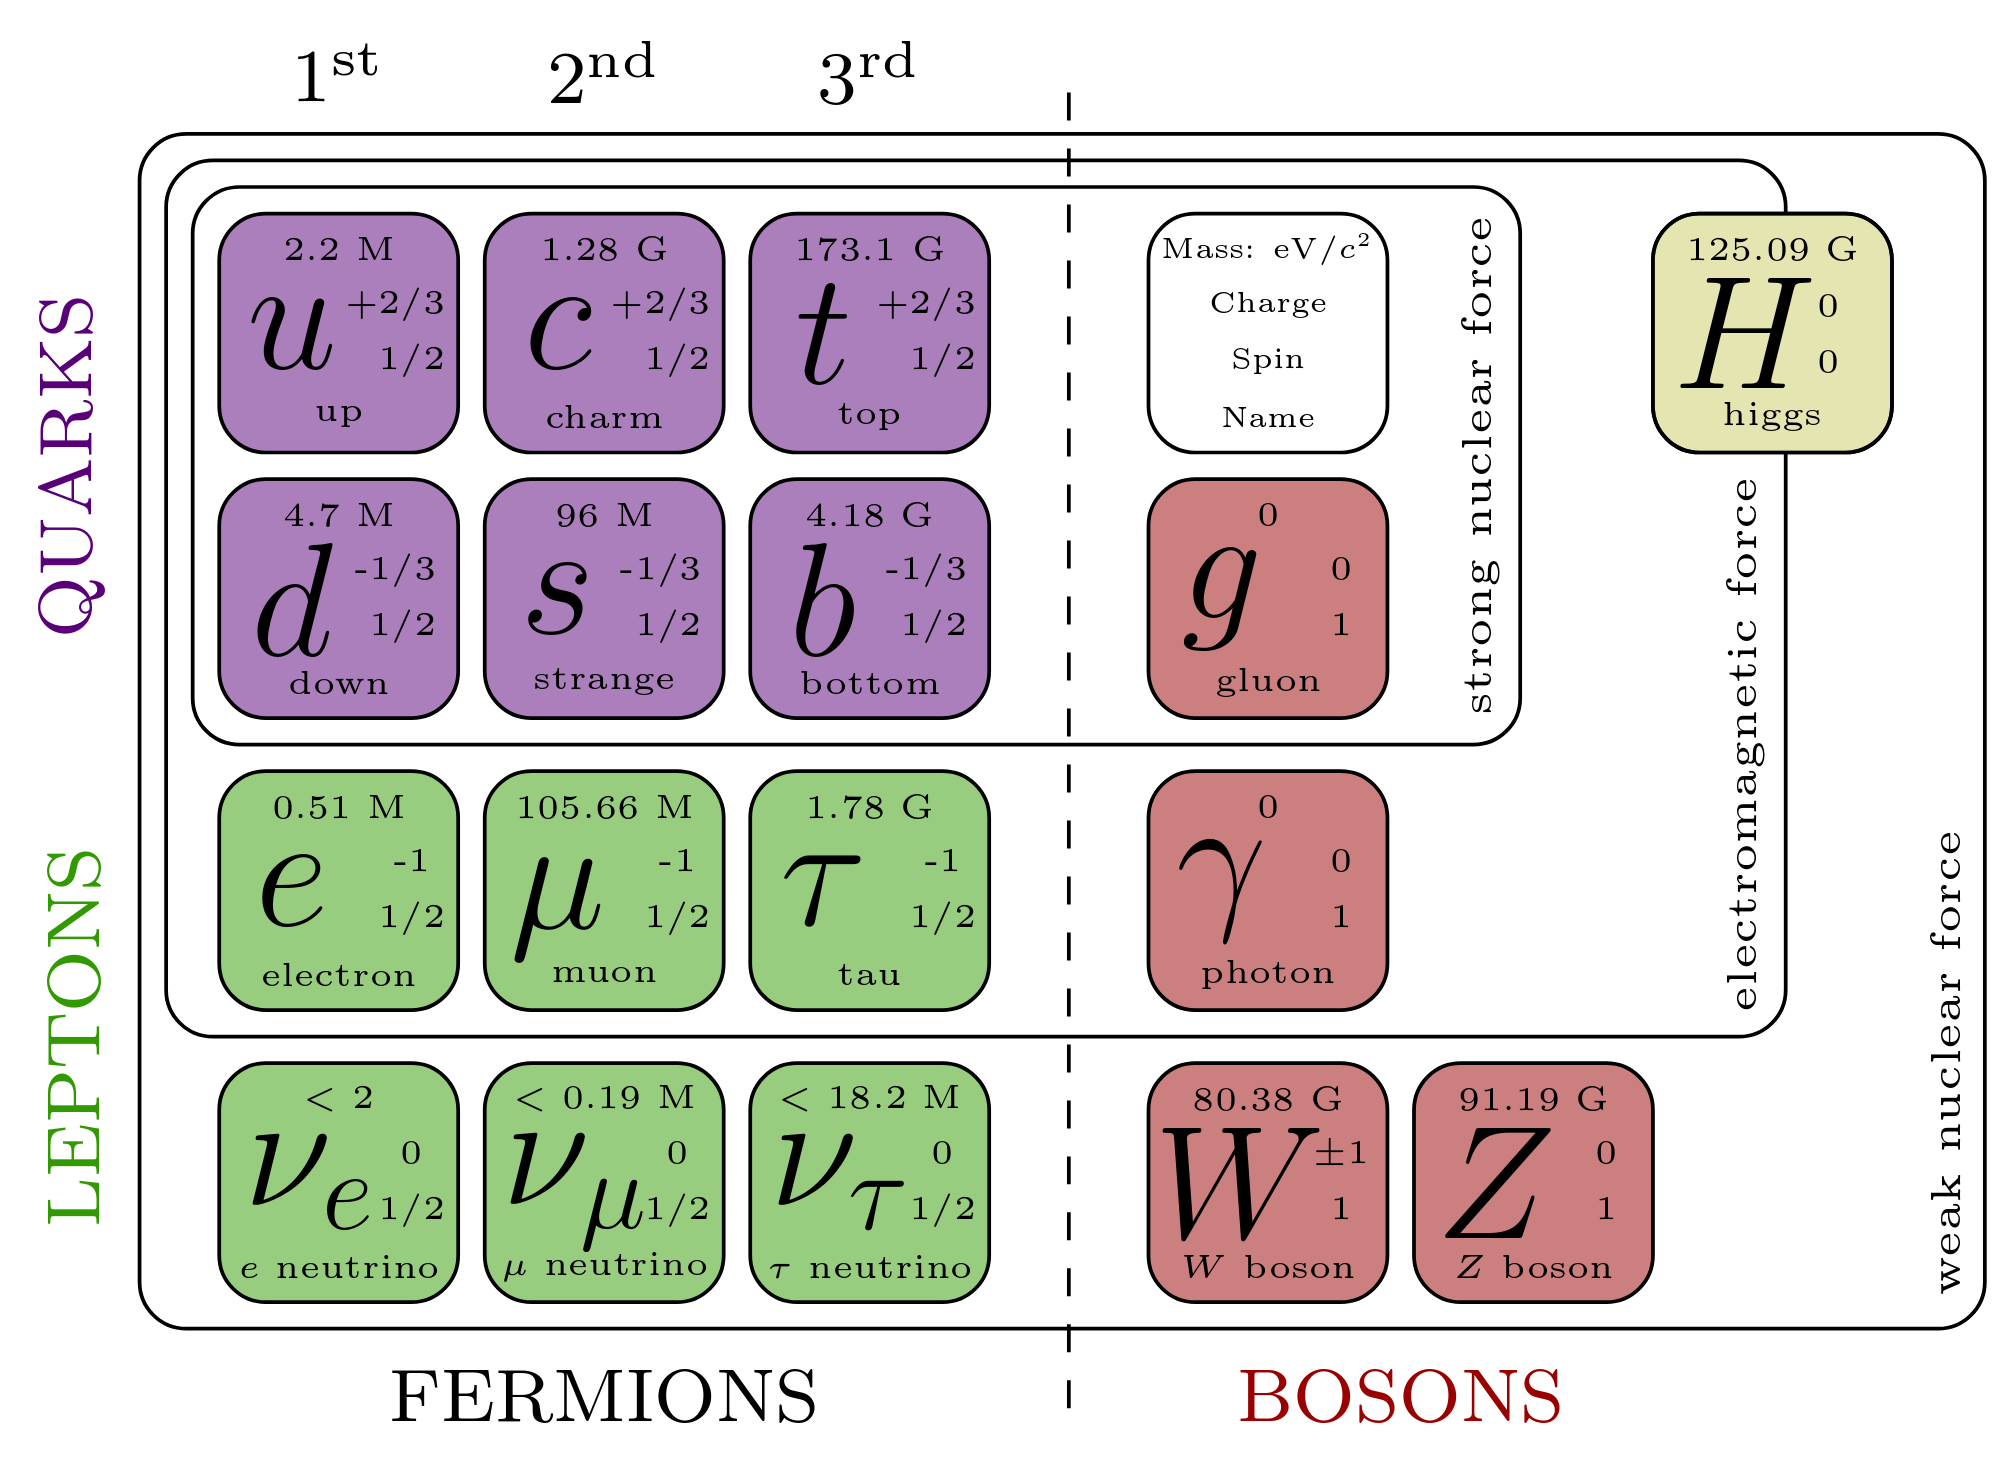 1st 2nd 3rd
QUARKS
2.2 M
u +2/3
1/2
up
1.28 G
c +2/3
1/2
charm
173.1 G
t +2/3
1/2
top
Mass: eV/c²
Charge
Spin
Name
strong nuclear force
125.09 G
H 0
0
higgs
4.7 M
d -1/3
1/2
down
96 M
s -1/3
1/2
strange
4.18 G
b -1/3
1/2
bottom
0
g 0
1
gluon
electromagnetic force
LEPTONS
0.51 M
e -1
1/2
electron
105.66 M
μ -1
1/2
muon
1.78 G
τ -1
1/2
tau
0
γ 0
1
photon
weak nuclear force
< 2
νe 0
1/2
e neutrino
< 0.19 M
νμ 0
1/2
μ neutrino
< 18.2 M
ντ 0
1/2
τ neutrino
80.38 G
W ±1
1
W boson
91.19 G
Z 0
1
Z boson
FERMIONS
BOSONS